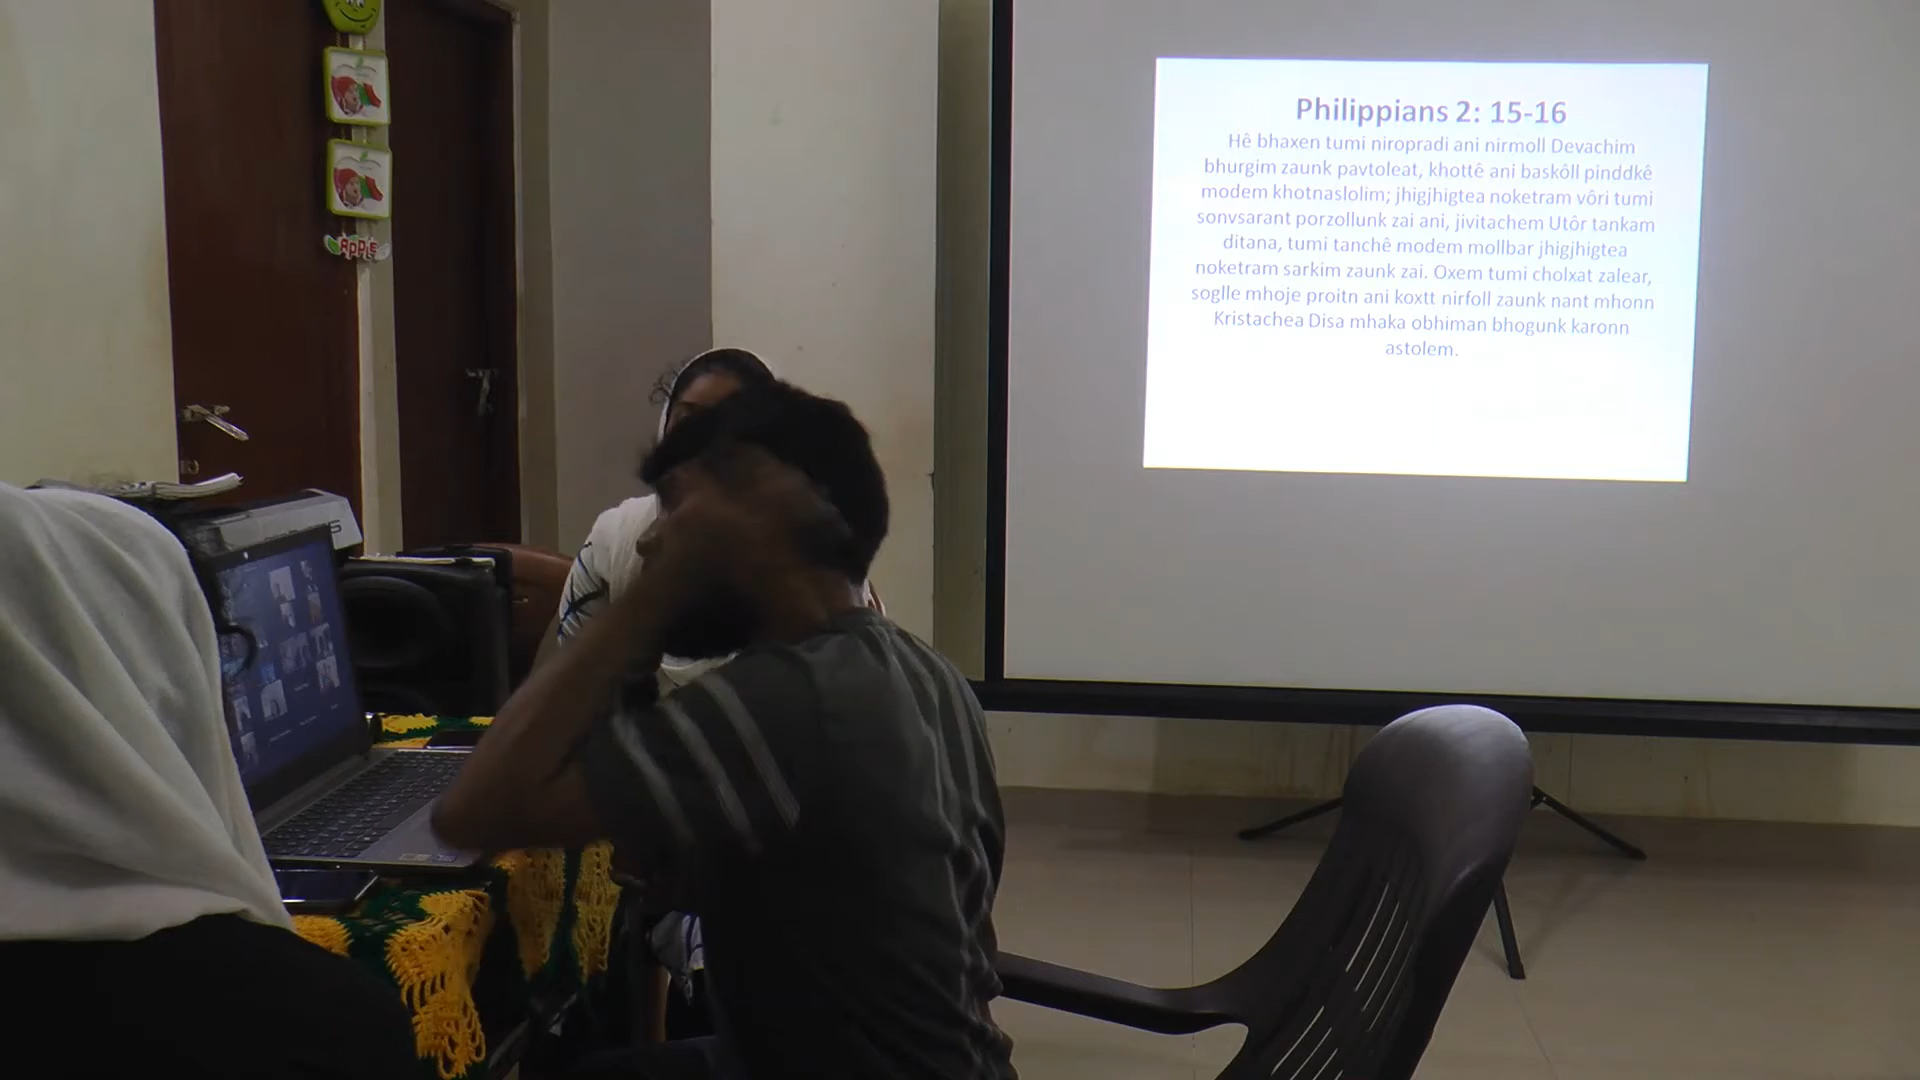 APPLE
Philippians 2: 15-16
Hê bhaxen tumi niropradi ani nirmoll Devachim
bhurgim zaunk pavtoleat, khottê ani baskôll pinddkê
modem khotnaslolim; jhigjhigtea noketram vôri tumi
sonvsarant porzollunk zai ani, jivitachem Utôr tankam
ditana, tumi tanchê modem mollbar jhigjhigtea
noketram sarkim zaunk zai. Oxem tumi cholxat zalear,
soglle mhoje proitn ani koxtt nirfoll zaunk nant mhonn
Kristachea Disa mhaka obhiman bhogunk karonn
astolem.